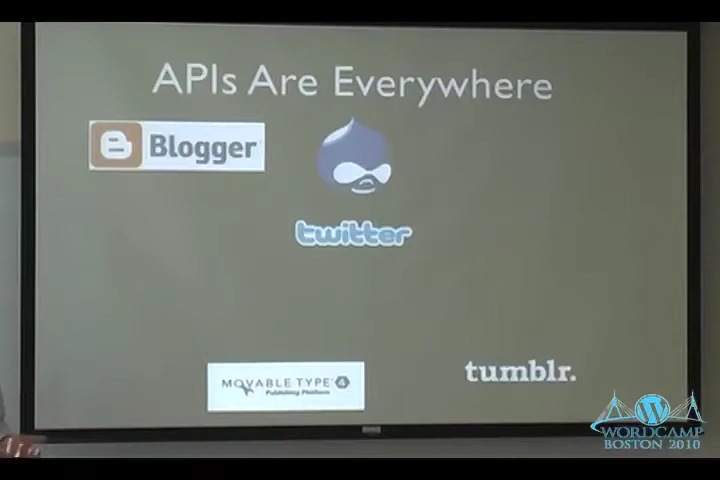 APIs Are Everywhere
Blogger
twitter
MOVABLE TYPE 4
Publishing Platform
tumblr.
WORDCAMP
BOSTON 2010